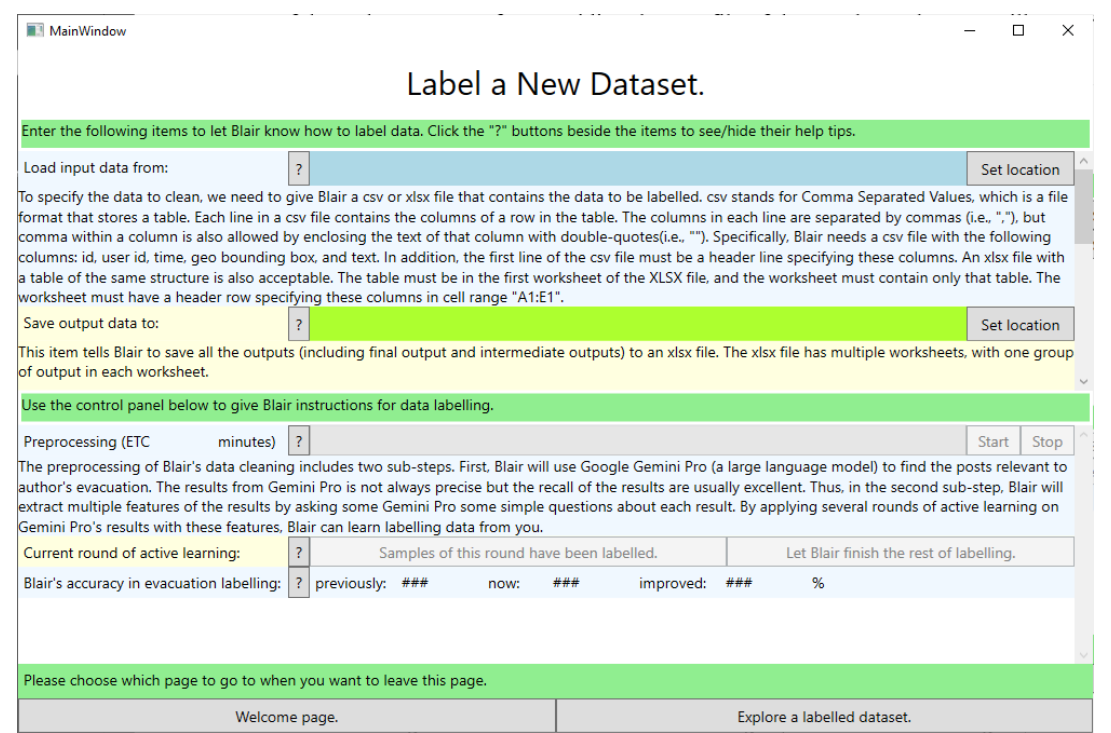 MainWindow
Label a New Dataset.
Enter the following items to let Blair know how to label data. Click the "?" buttons beside the items to see/hide their help tips.
Load input data from: ? Set location
To specify the data to clean, we need to give Blair a csv or xlsx file that contains the data to be labelled. csv stands for Comma Separated Values, which is a file
format that stores a table. Each line in a csv file contains the columns of a row in the table. The columns in each line are separated by commas (i.e., ","), but
comma within a column is also allowed by enclosing the text of that column with double-quotes(i.e., ""). Specifically, Blair needs a csv file with the following
columns: id, user id, time, geo bounding box, and text. In addition, the first line of the csv file must be a header line specifying these columns. An xlsx file with
a table of the same structure is also acceptable. The table must be in the first worksheet of the XLSX file, and the worksheet must contain only that table. The
worksheet must have a header row specifying these columns in cell range "A1:E1".
Save output data to: ? Set location
This item tells Blair to save all the outputs (including final output and intermediate outputs) to an xlsx file. The xlsx file has multiple worksheets, with one group
of output in each worksheet.
Use the control panel below to give Blair instructions for data labelling.
Preprocessing (ETC minutes) ? Start Stop
The preprocessing of Blair's data cleaning includes two sub-steps. First, Blair will use Google Gemini Pro (a large language model) to find the posts relevant to
author's evacuation. The results from Gemini Pro is not always precise but the recall of the results are usually excellent. Thus, in the second sub-step, Blair will
extract multiple features of the results by asking some Gemini Pro some simple questions about each result. By applying several rounds of active learning on
Gemini Pro's results with these features, Blair can learn labelling data from you.
Current round of active learning: ? Samples of this round have been labelled. Let Blair finish the rest of labelling.
Blair's accuracy in evacuation labelling: ? previously: ### now: ### improved: ### %
Please choose which page to go to when you want to leave this page.
Welcome page. Explore a labelled dataset.